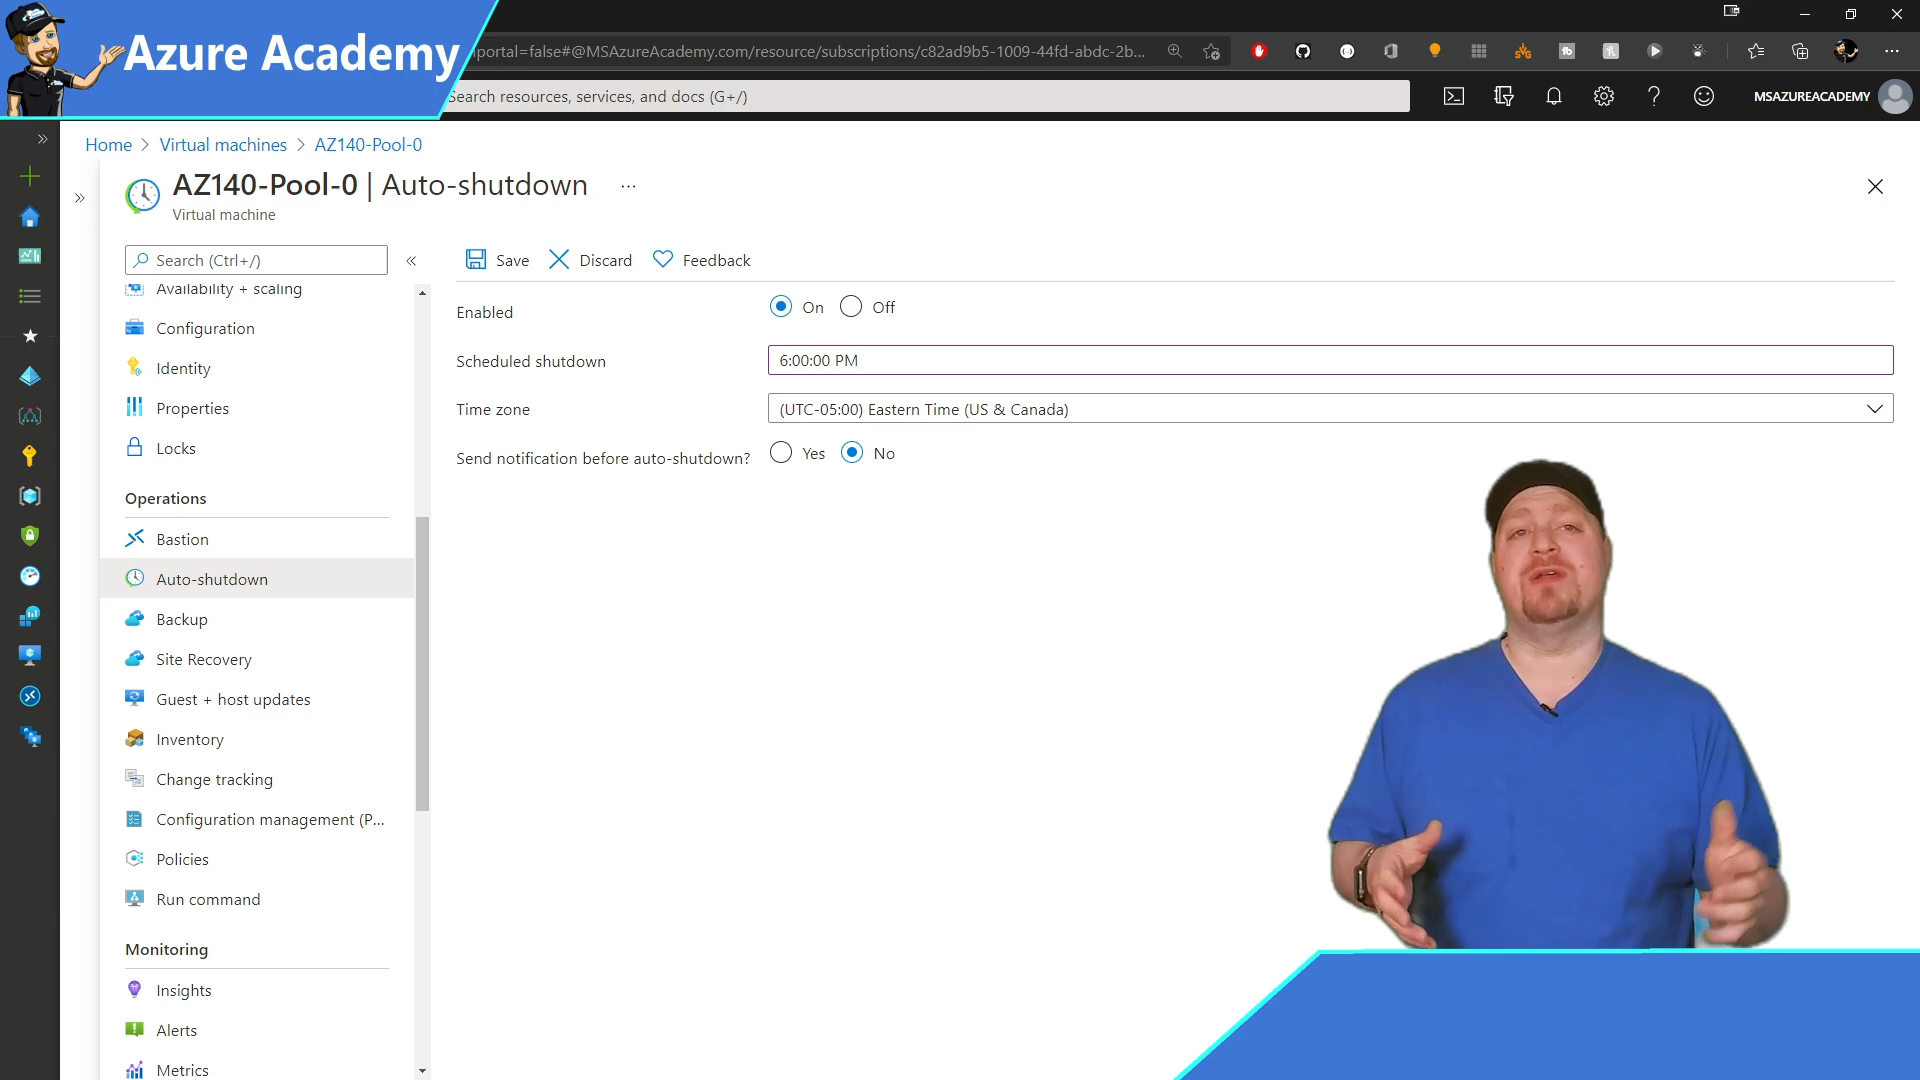 Azure Academy
portal=false#@MSAzureAcademy.com/resource/subscriptions/c82ad9b5-1009-44fd-abdc-2b...
Search resources, services, and docs (G+/)
MSAZUREACADEMY
Home > Virtual machines > AZ140-Pool-0
AZ140-Pool-0 | Auto-shutdown ...
Virtual machine
Search (Ctrl+/)
Save
Discard
Feedback
Availability + scaling
Configuration
Identity
Properties
Locks
Operations
Bastion
Auto-shutdown
Backup
Site Recovery
Guest + host updates
Inventory
Change tracking
Configuration management (P...
Policies
Run command
Monitoring
Insights
Alerts
Metrics
Enabled
On
Off
Scheduled shutdown
6:00:00 PM
Time zone
(UTC-05:00) Eastern Time (US & Canada)
Send notification before auto-shutdown?
Yes
No